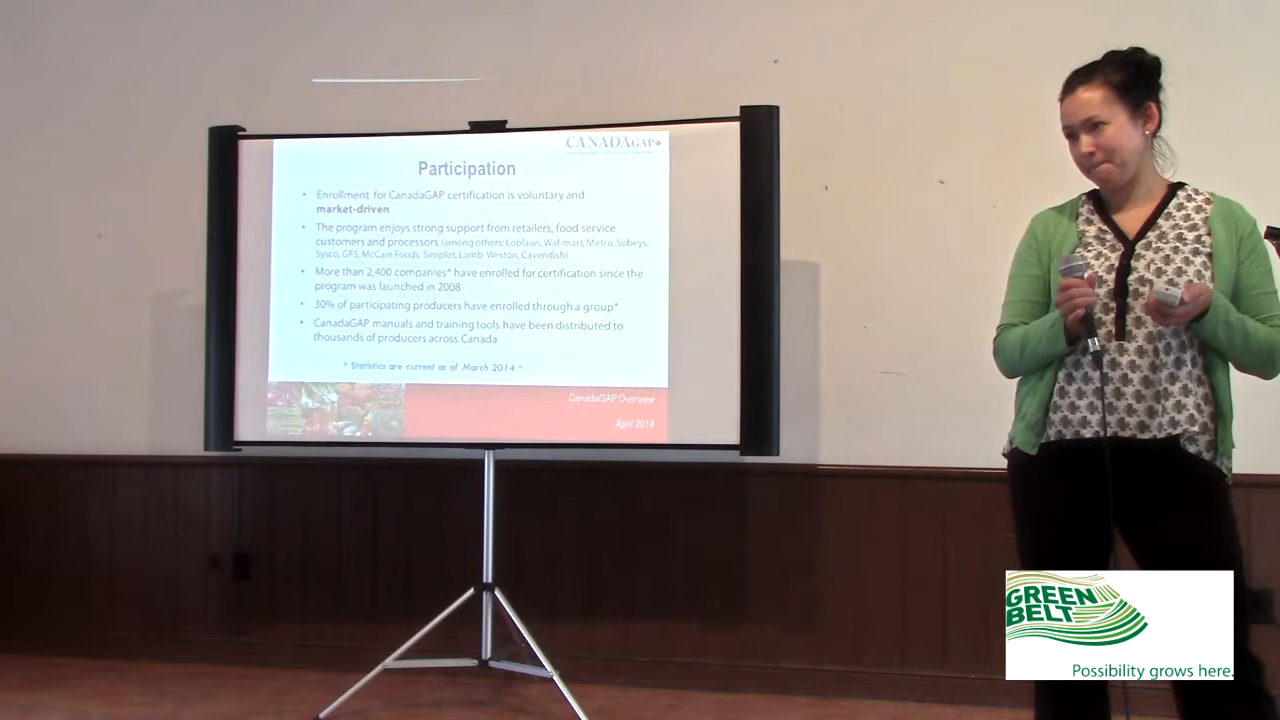 CANADAGAP
Participation
• Enrollment for CanadaGAP certification is voluntary and
market-driven
• The program enjoys strong support from retailers, food service
customers and processors (among others: Loblaws, Wal-mart, Metro, Sobeys,
Sysco, GFS, McCain Foods, Simplot, Lamb-Weston, Cavendish)
• More than 2,400 companies* have enrolled for certification since the
program was launched in 2008
• 30% of participating producers have enrolled through a group*
• CanadaGAP manuals and training tools have been distributed to
thousands of producers across Canada
* Statistics are current as of March 2014 *
CanadaGAP Overview
April 2014
GREEN
BELT
Possibility grows here.